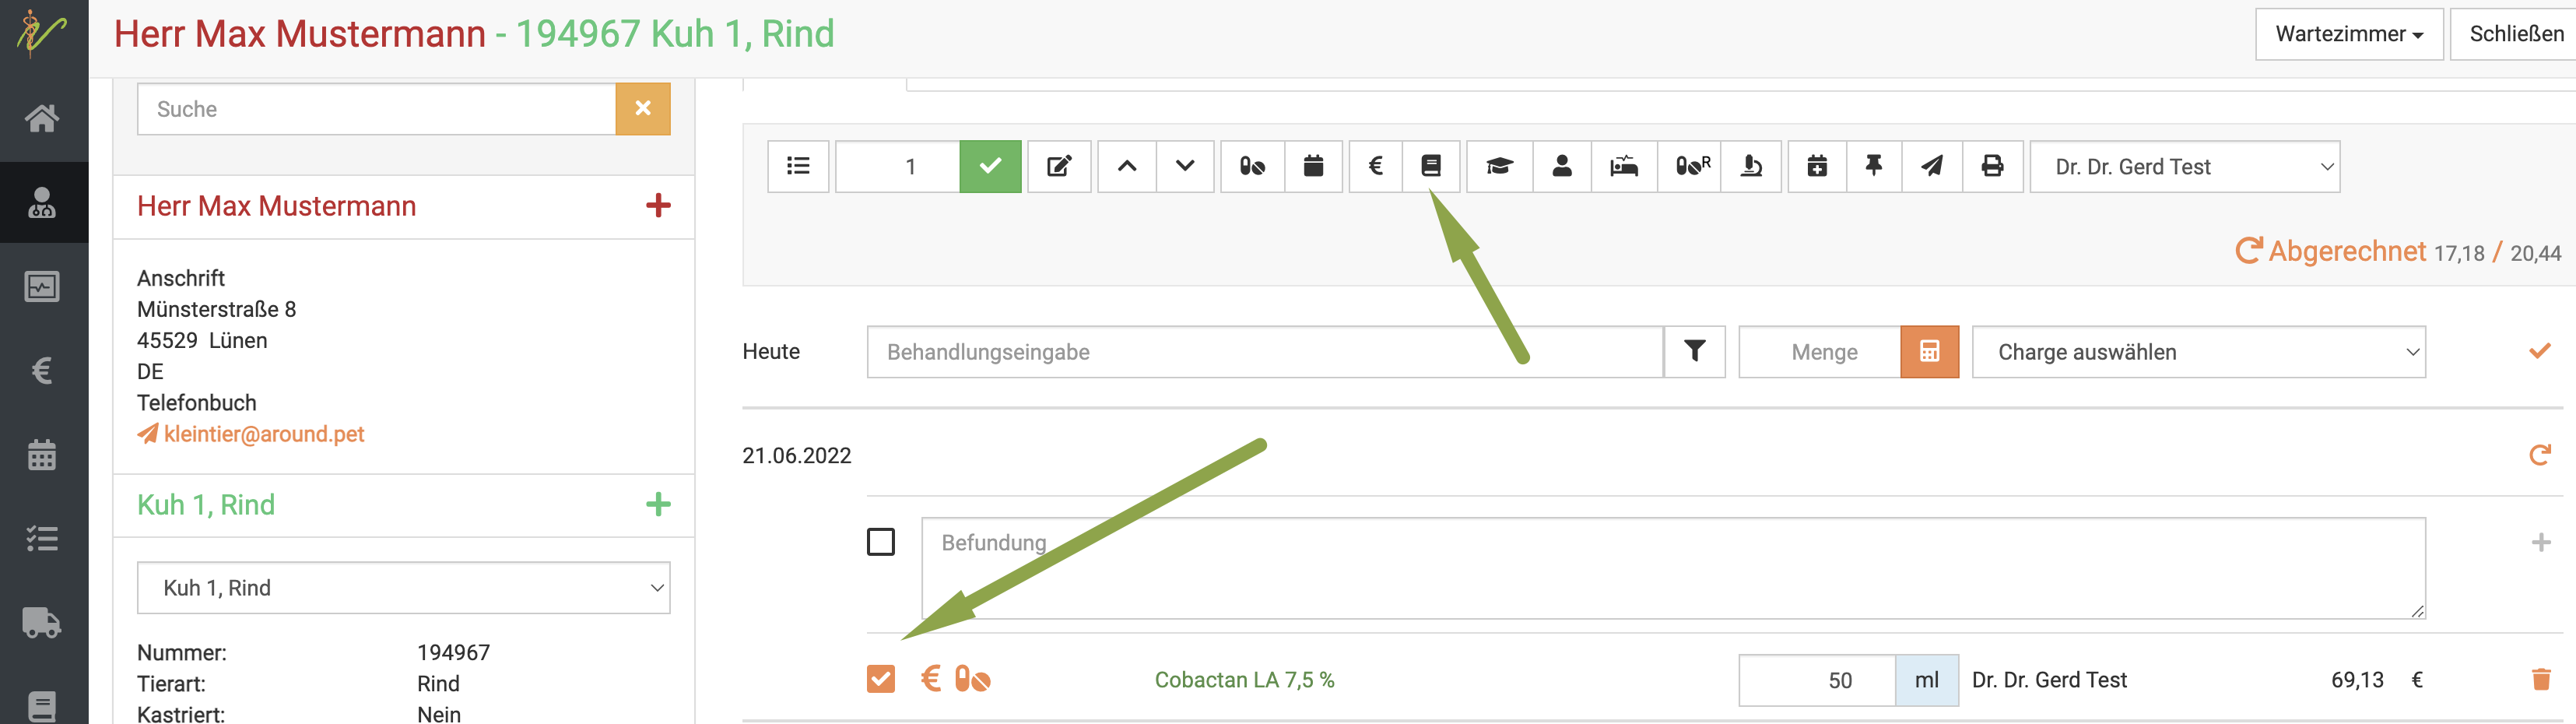 Herr Max Mustermann - 194967 Kuh 1, Rind
Wartezimmer
Schließen
Suche
Herr Max Mustermann
Anschrift
Münsterstraße 8
45529 Lünen
DE
Telefonbuch
kleintier@around.pet
Kuh 1, Rind
Kuh 1, Rind
Nummer: 194967
Tierart: Rind
Kastriert: Nein
1
€
R
Dr. Dr. Gerd Test
Abgerechnet 17,18 / 20,44
Heute
Behandlungseingabe
Menge
Charge auswählen
21.06.2022
Befundung
€ Cobactan LA 7,5 % 50 ml Dr. Dr. Gerd Test 69,13 €